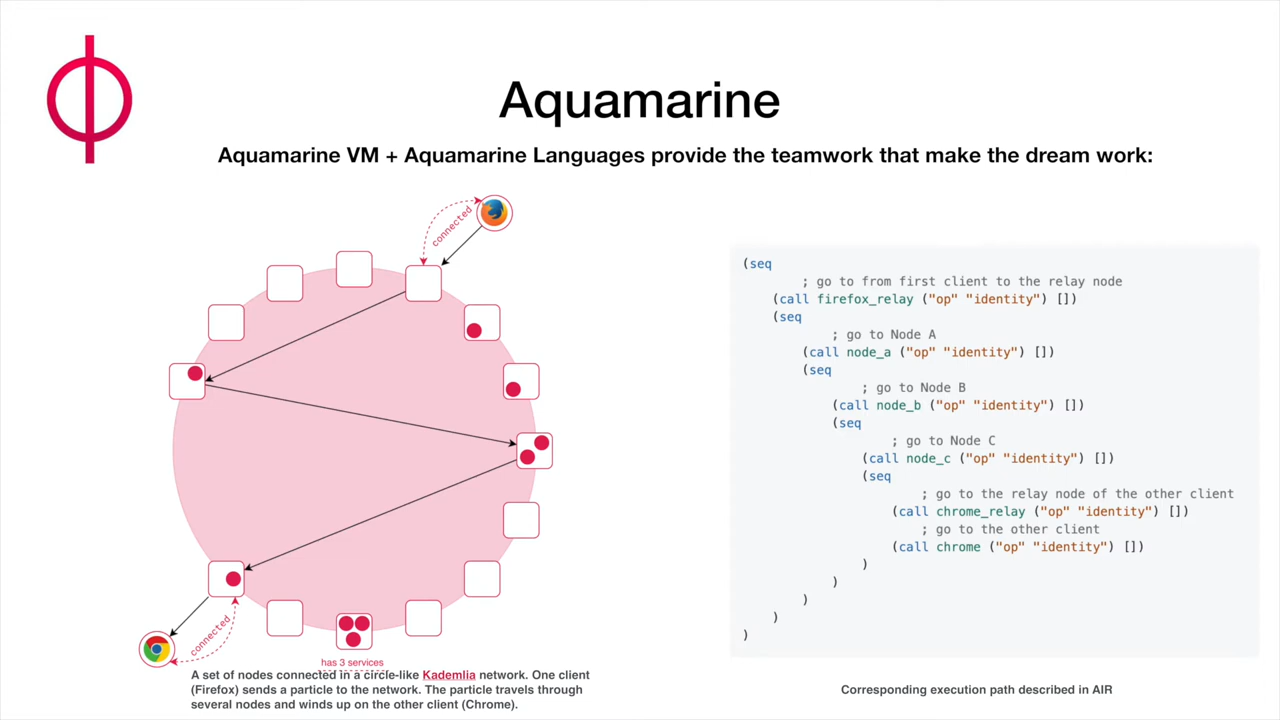 Aquamarine
Aquamarine VM + Aquamarine Languages provide the teamwork that make the dream work:
connected
connected
has 3 services
A set of nodes connected in a circle-like Kademlia network. One client
(Firefox) sends a particle to the network. The particle travels through
several nodes and winds up on the other client (Chrome).
(seq
; go to from first client to the relay node
(call firefox_relay ("op" "identity") [])
(seq
; go to Node A
(call node_a ("op" "identity") [])
(seq
; go to Node B
(call node_b ("op" "identity") [])
(seq
; go to Node C
(call node_c ("op" "identity") [])
(seq
; go to the relay node of the other client
(call chrome_relay ("op" "identity") [])
; go to the other client
(call chrome ("op" "identity") [])
)
)
)
)
)
Corresponding execution path described in AIR